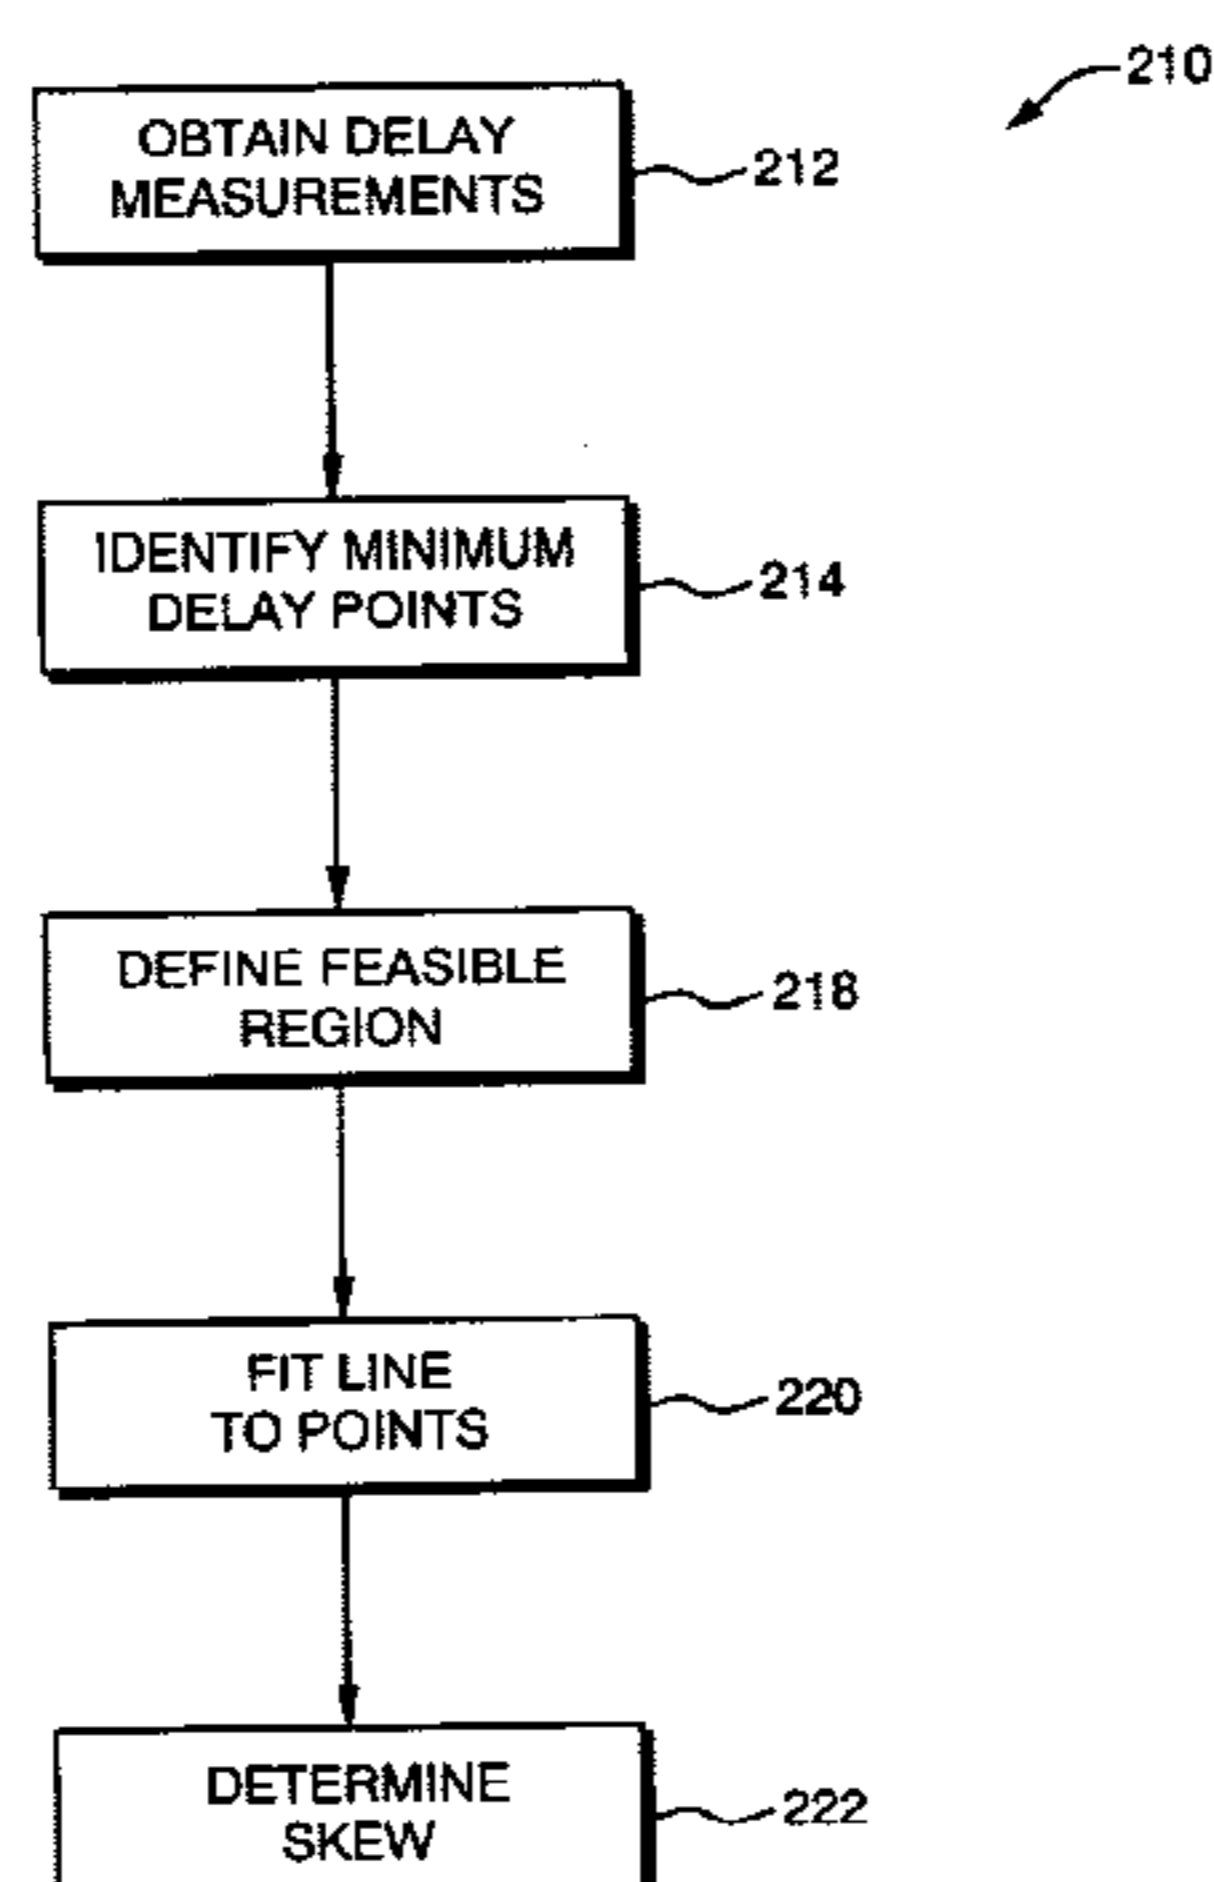 210
OBTAIN DELAY
MEASUREMENTS
212
IDENTIFY MINIMUM
DELAY POINTS
214
DEFINE FEASIBLE
REGION
218
FIT LINE
TO POINTS
220
DETERMINE
SKEW
222